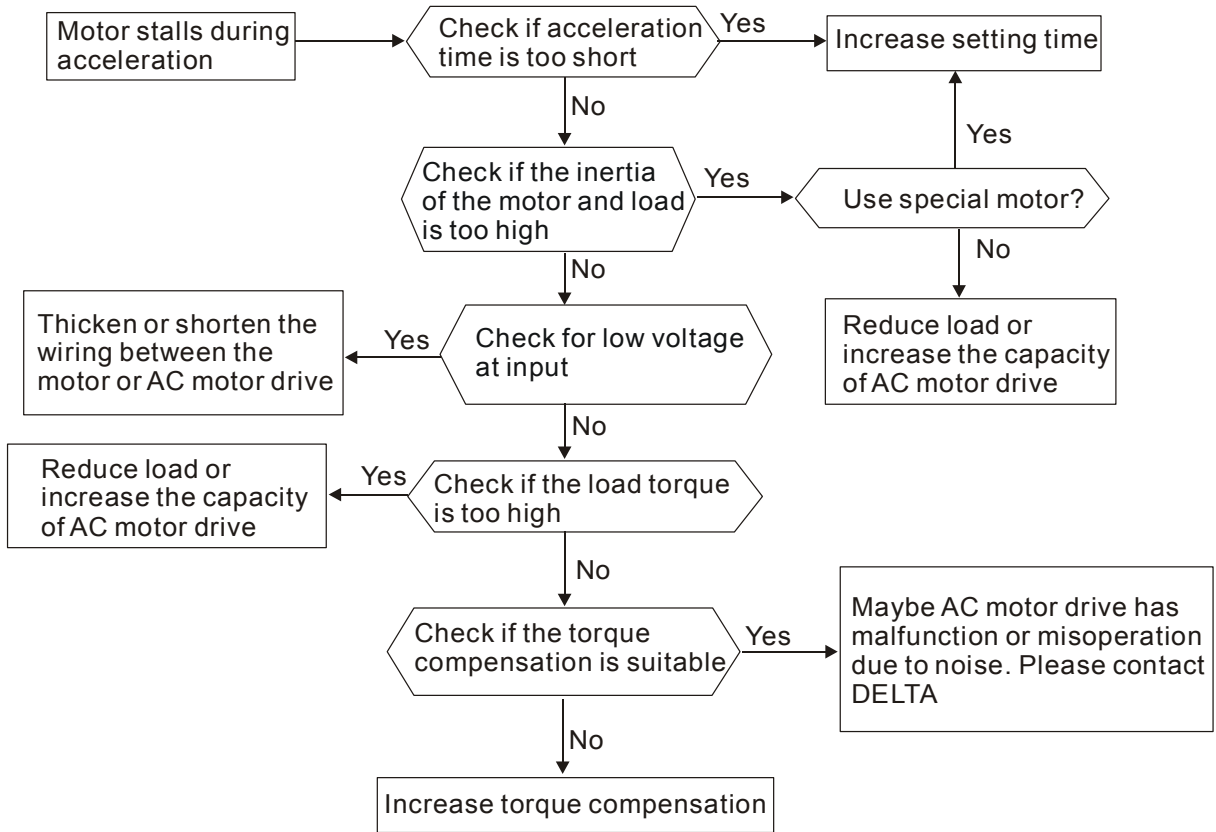 Motor stalls during
acceleration
Check if acceleration
time is too short
Yes
Increase setting time
No
Yes
Check if the inertia
of the motor and load
is too high
Yes
Use special motor?
No
No
Thicken or shorten the
wiring between the
motor or AC motor drive
Yes
Check for low voltage
at input
Reduce load or
increase the capacity
of AC motor drive
No
Reduce load or
increase the capacity
of AC motor drive
Yes
Check if the load torque
is too high
No
Check if the torque
compensation is suitable
Yes
Maybe AC motor drive has
malfunction or misoperation
due to noise. Please contact
DELTA
No
Increase torque compensation